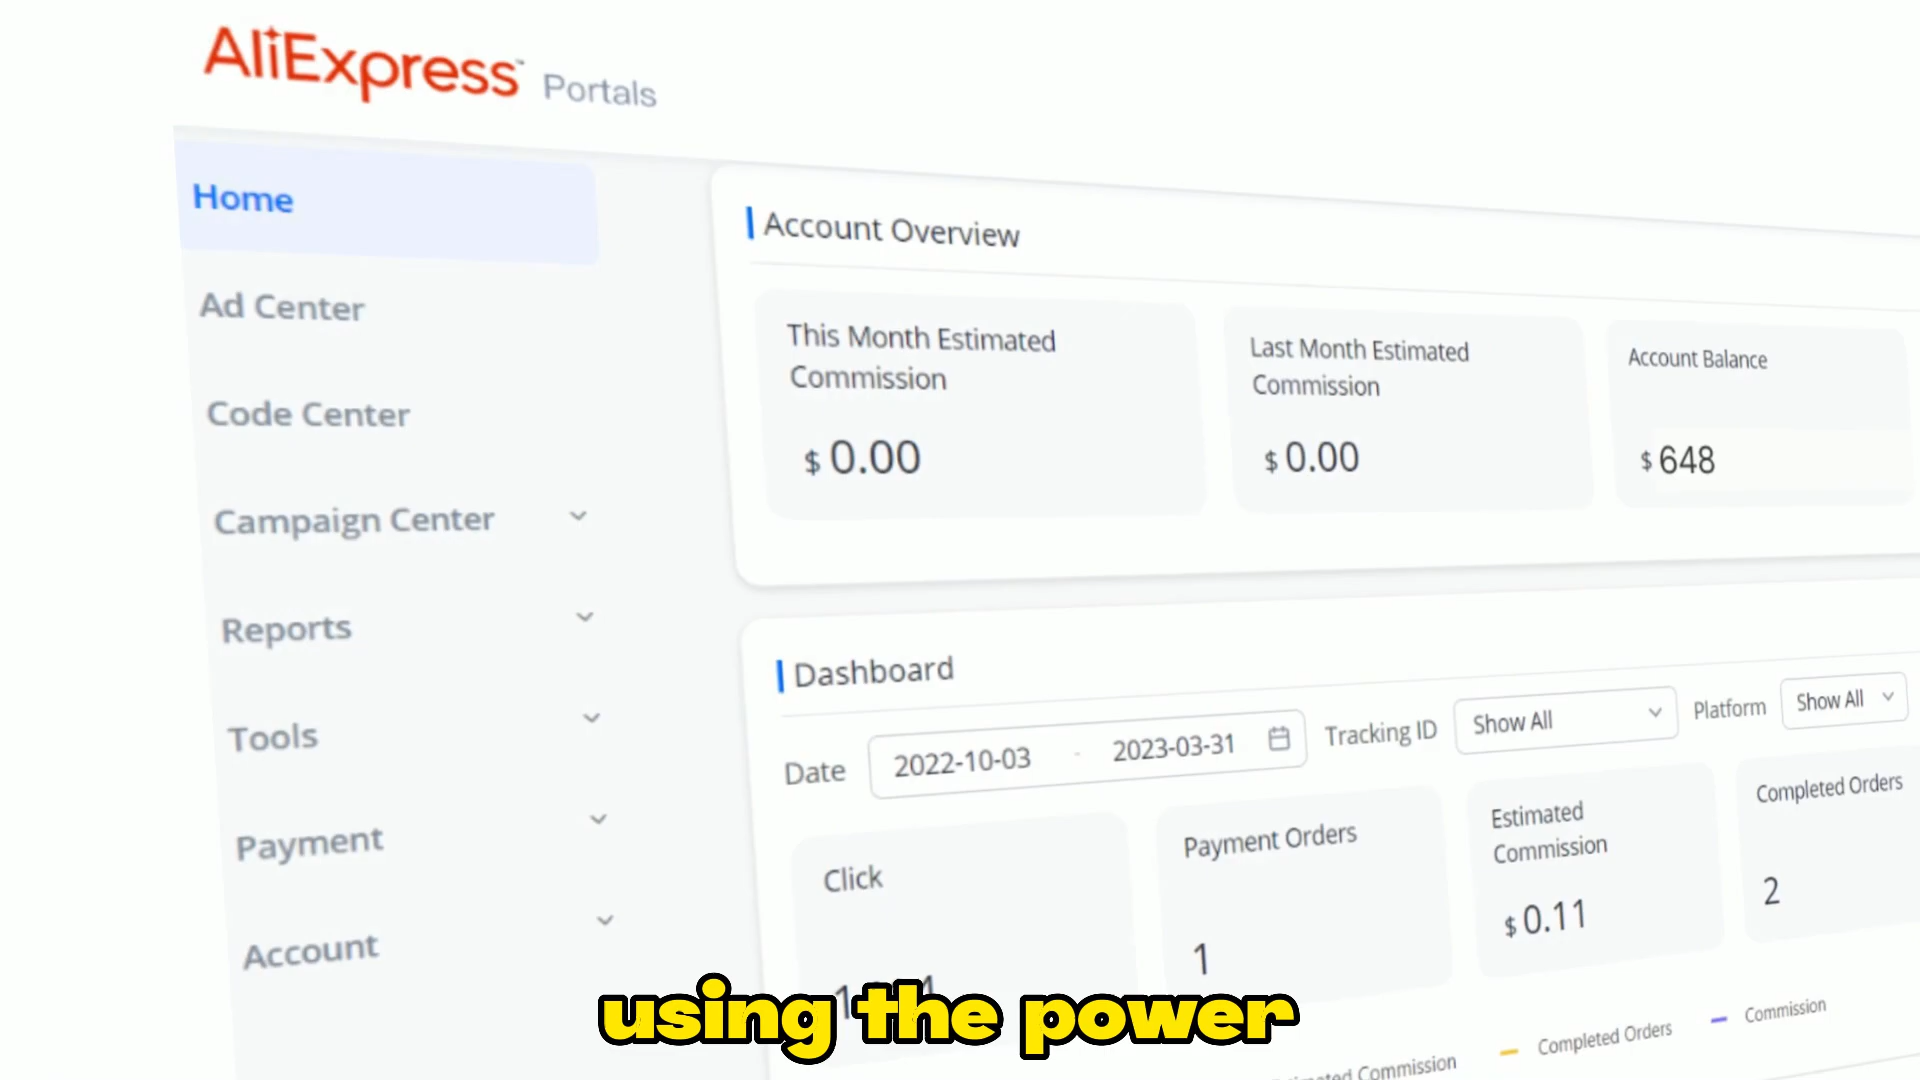 AliExpress™ Portals
Home
Ad Center
Code Center
Campaign Center
Reports
Tools
Payment
Account
Account Overview
This Month Estimated
Commission
$ 0.00
Last Month Estimated
Commission
$ 0.00
Account Balance
$ 648
Dashboard
Date 2022-10-03 - 2023-03-31 Tracking ID Show All Platform Show All
Click
Payment Orders
1
Estimated
Commission
$ 0.11
Completed Orders
2
Commission
Completed Orders
Commission
using the power